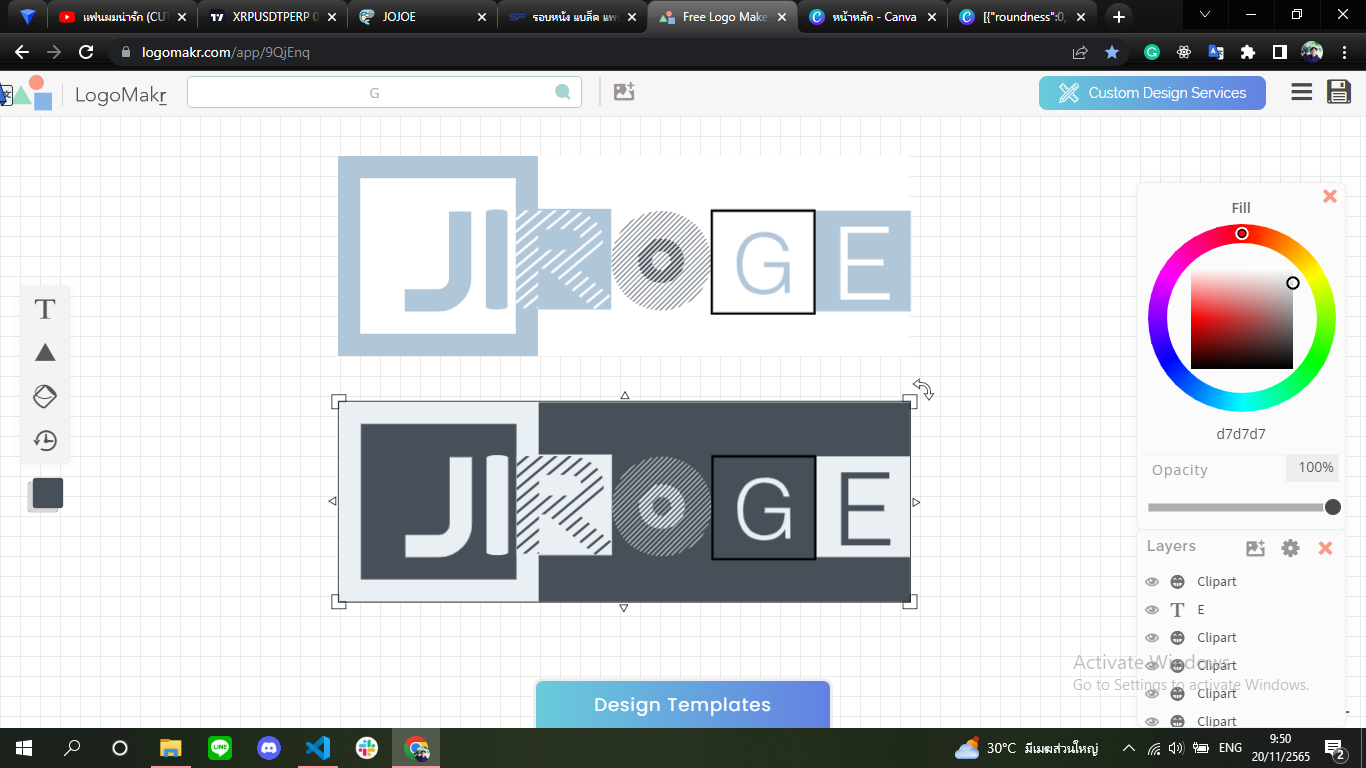 แฟนผมน่ารัก (CU
XRPUSDTPERP
JOJOE
รอบหนัง แบล็ค แพ
Free Logo Make
หน้าหลัก - Canva
[{"roundness":0,
logomakr.com/app/9QjEnq
LogoMakr
G
Custom Design Services
JIROGE
Fill
d7d7d7
Opacity
100%
JIROGE
Layers
Clipart
E
Clipart
Clipart
Clipart
Clipart
Activate Windows
Go to Settings to activate Windows.
Design Templates
30°C มีเมฆส่วนใหญ่
ENG
9:50
20/11/2565
2